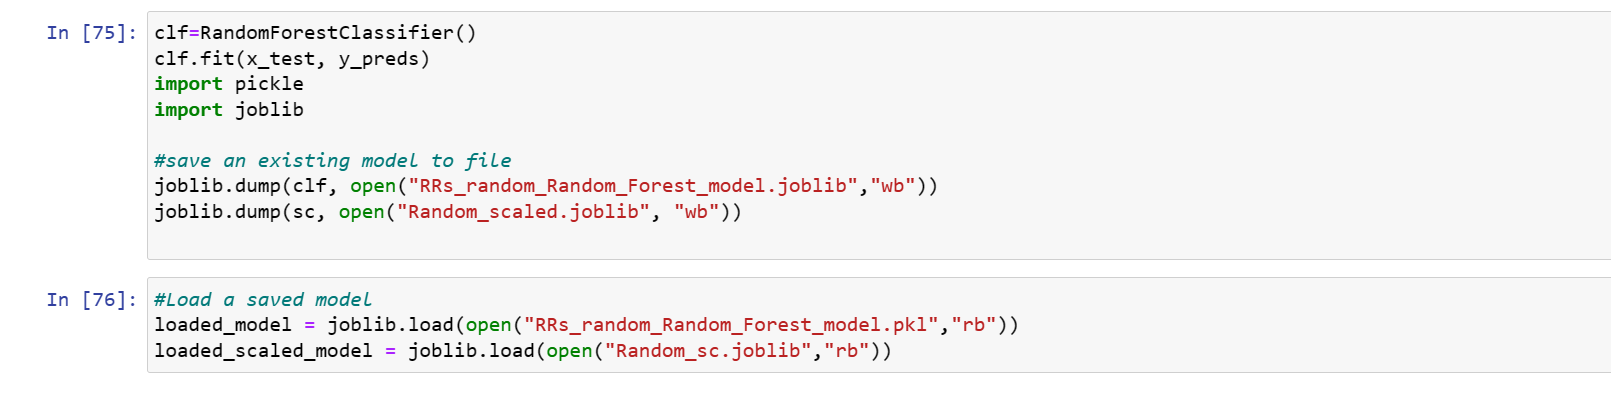 In [75]: clf=RandomForestClassifier()
clf.fit(x_test, y_preds)
import pickle
import joblib
#save an existing model to file
joblib.dump(clf, open("RRs_random_Random_Forest_model.joblib","wb"))
joblib.dump(sc, open("Random_scaled.joblib", "wb"))
In [76]: #Load a saved model
loaded_model = joblib.load(open("RRs_random_Random_Forest_model.pkl","rb"))
loaded_scaled_model = joblib.load(open("Random_sc.joblib","rb"))